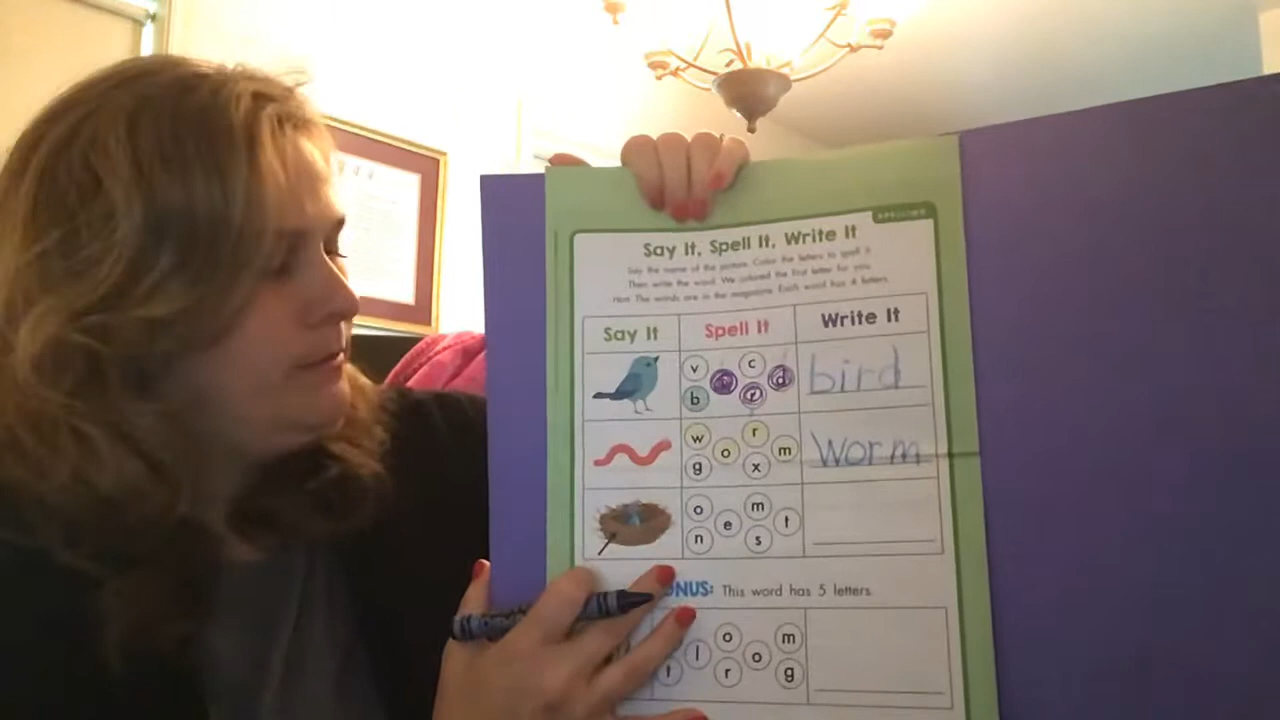 SPELLING
Say It, Spell It, Write It
Say the name of the picture. Color the letters to spell it.
Then write the word. We colored the first letter for you.
Hint: The words are in the magazine. Each word has 4 letters.
Say It Spell It Write It
v c
d
b r
bird
w r
o m
g x
worm
o m
e t
n s
NUS: This word has 5 letters.
o m
l o
r g